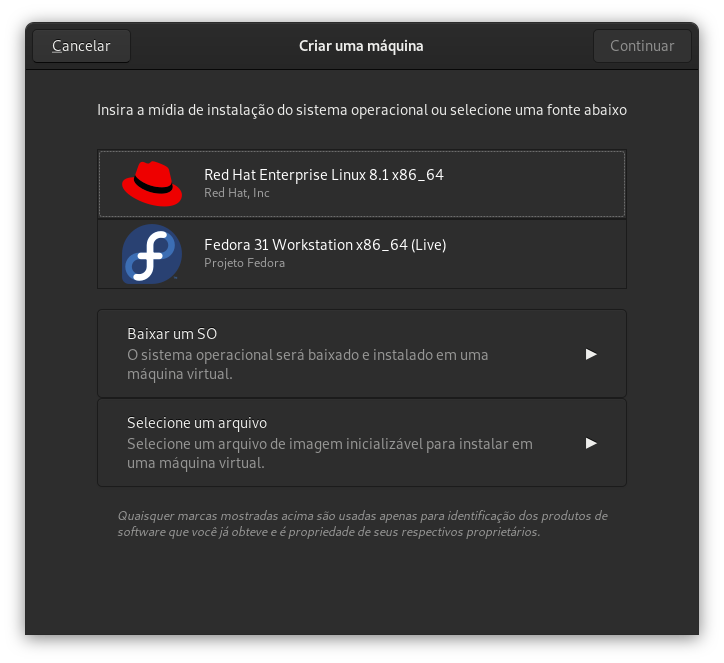 Cancelar
Criar uma máquina
Continuar
Insira a mídia de instalação do sistema operacional ou selecione uma fonte abaixo
Red Hat Enterprise Linux 8.1 x86_64
Red Hat, Inc
Fedora 31 Workstation x86_64 (Live)
Projeto Fedora
Baixar um SO
O sistema operacional será baixado e instalado em uma
máquina virtual.
Selecione um arquivo
Selecione um arquivo de imagem inicializável para instalar em
uma máquina virtual.
Quaisquer marcas mostradas acima são usadas apenas para identificação dos produtos de
software que você já obteve e é propriedade de seus respectivos proprietários.